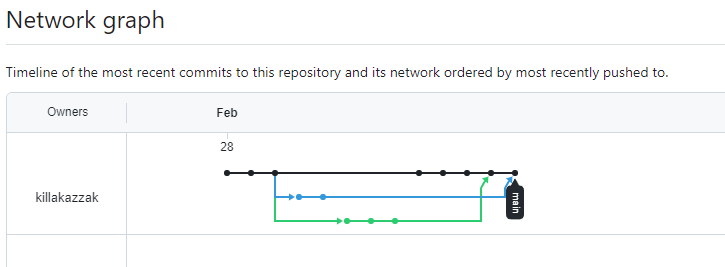 Network graph
Timeline of the most recent commits to this repository and its network ordered by most recently pushed to.
Owners
Feb
28
killakazzak
main